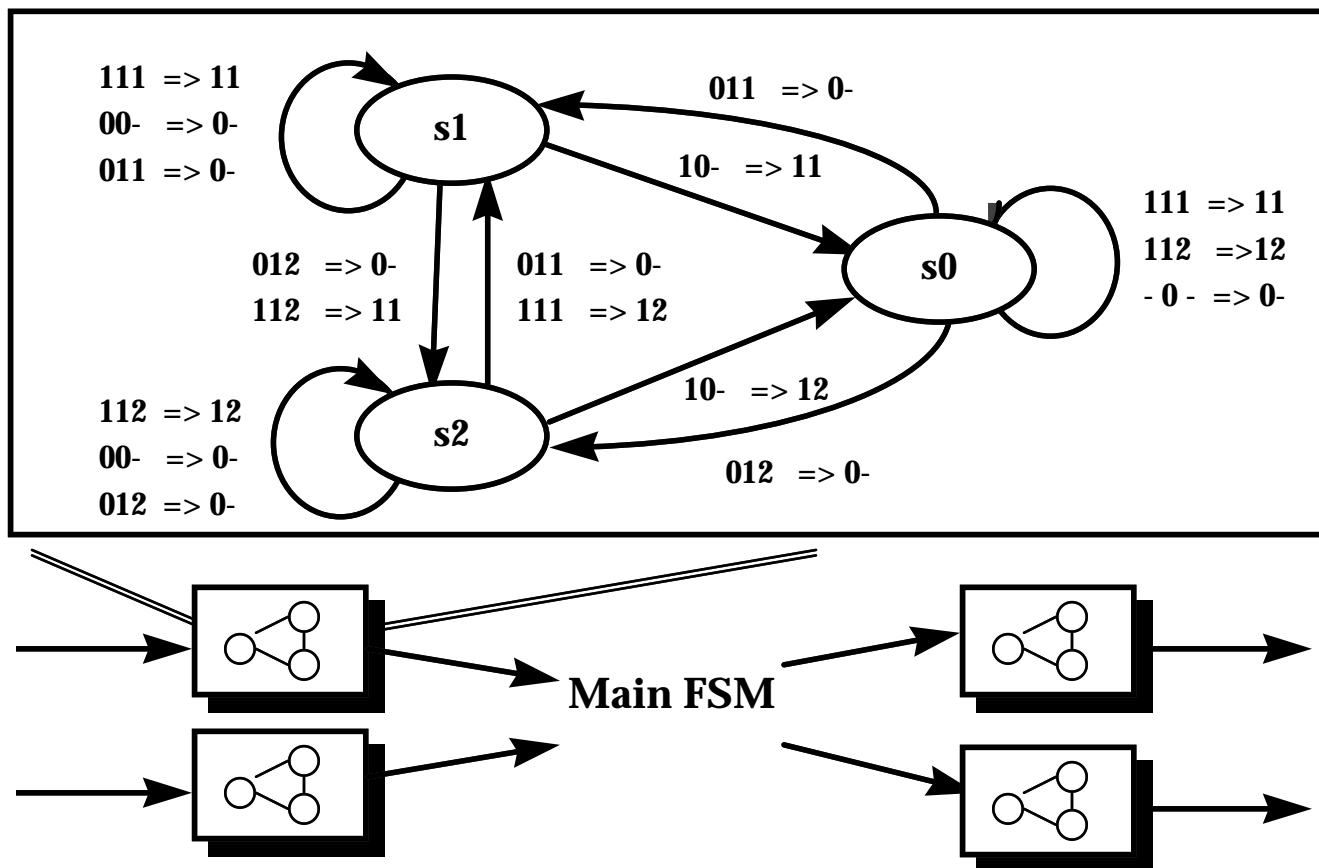 111 => 11
00- => 0-
011 => 0-
s1
011 => 0-
10- => 11
111 => 11
112 =>12
- 0 - => 0-
s0
012 => 0-
112 => 11
011 => 0-
111 => 12
112 => 12
00- => 0-
012 => 0-
s2
10- => 12
012 => 0-
Main FSM